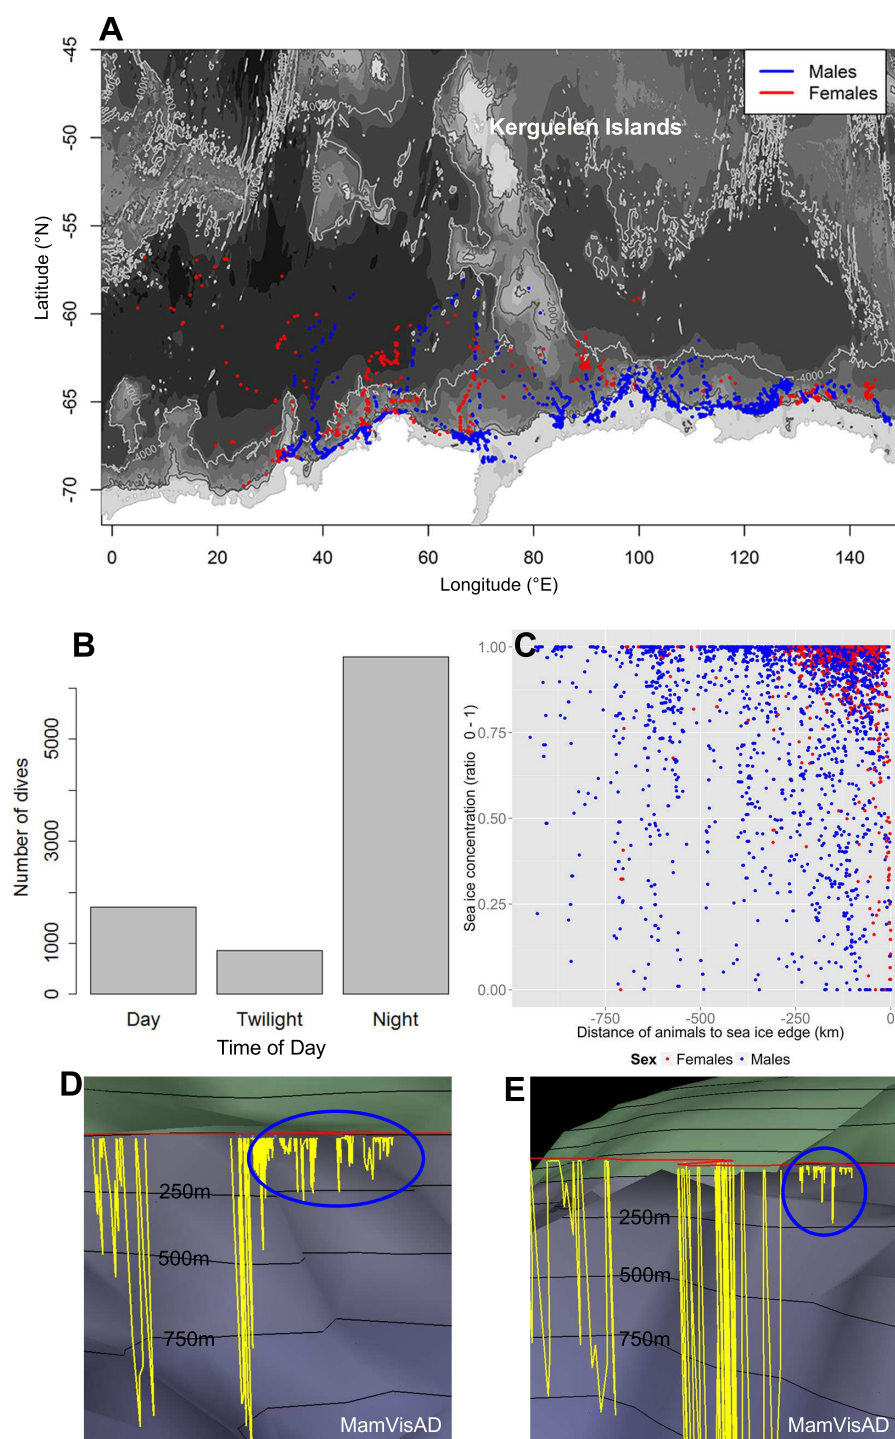 A
-45
-50
-55
-60
-65
-70
Latitude (°N)
Males
Females
Kerguelen Islands
-4000
0 20 40 60 80 100 120 140
Longitude (°E)
B
5000
3000
1000
0
Number of dives
Day Twilight Night
Time of Day
C
1.00
0.75
0.50
0.25
0.00
Sea ice concentration (ratio 0 - 1)
-750 -500 -250 0
Distance of animals to sea ice edge (km)
Sex Females Males
D
250m
500m
750m
MamVisAD
E
250m
500m
750m
MamVisAD